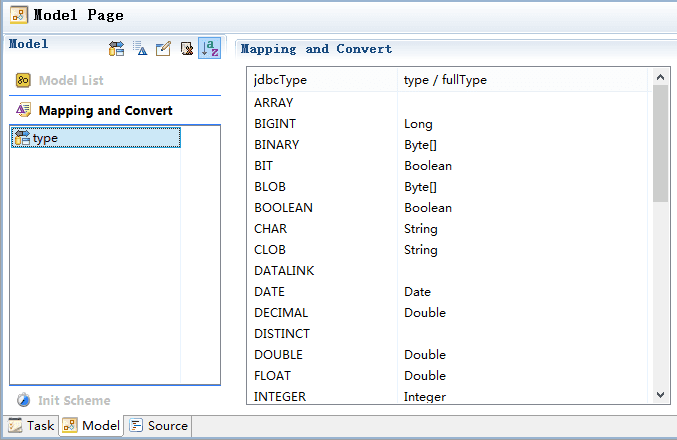 Model Page
Model
Model List
Mapping and Convert
type
Init Scheme
Mapping and Convert
jdbcType type / fullType
ARRAY
BIGINT Long
BINARY Byte[]
BIT Boolean
BLOB Byte[]
BOOLEAN Boolean
CHAR String
CLOB String
DATALINK
DATE Date
DECIMAL Double
DISTINCT
DOUBLE Double
FLOAT Double
INTEGER Integer
Task Model Source